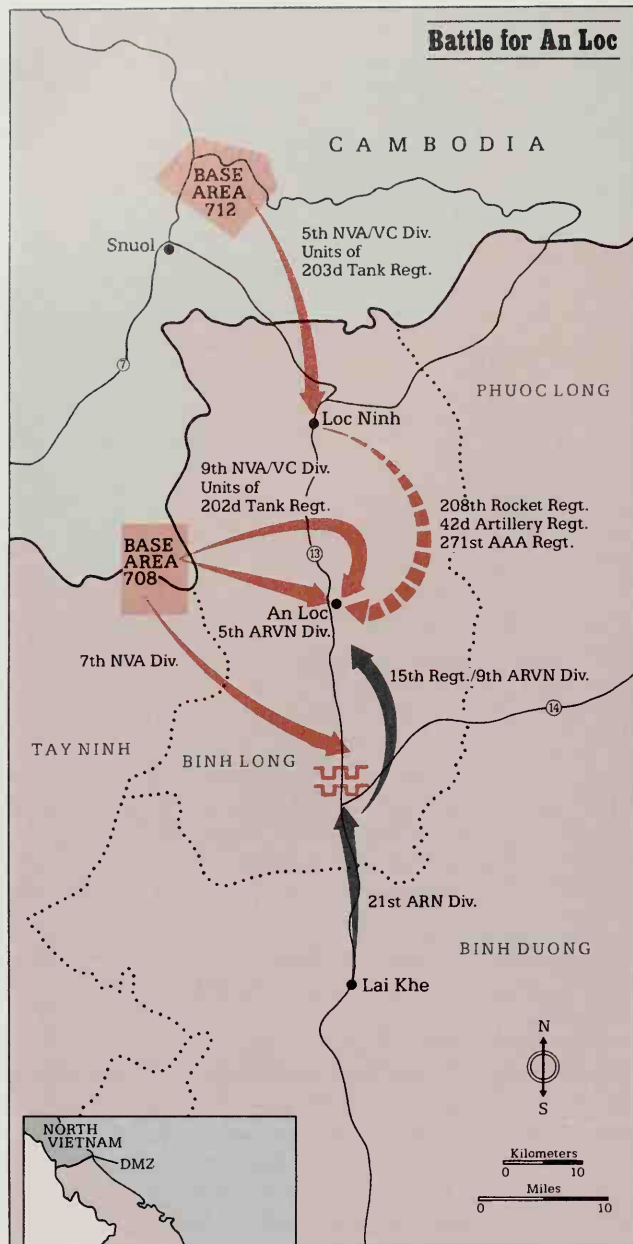 Battle for An Loc
CAMBODIA
BASE
AREA
712
Snuol
5th NVA/VC Div.
Units of
203d Tank Regt.
7
PHUOC LONG
Loc Ninh
9th NVA/VC Div.
Units of
202d Tank Regt.
208th Rocket Regt.
42d Artillery Regt.
271st AAA Regt.
BASE
AREA
708
13
An Loc
5th ARVN Div.
7th NVA Div.
15th Regt./9th ARVN Div.
14
TAY NINH
BINH LONG
21st ARN Div.
BINH DUONG
Lai Khe
N
S
NORTH
VIETNAM
DMZ
Kilometers
0 10
Miles
0 10